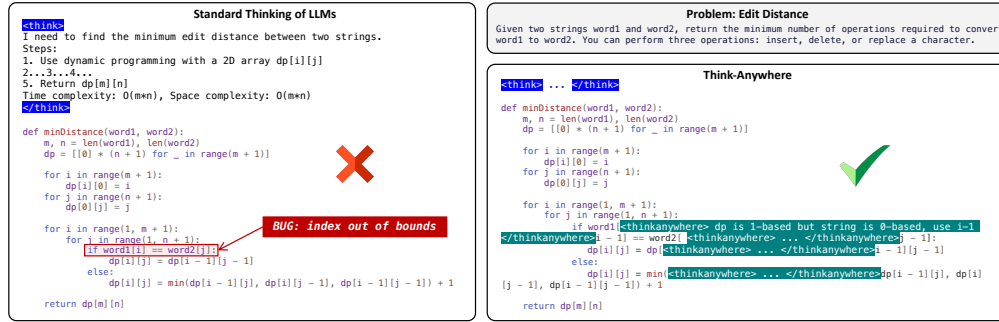 Standard Thinking of LLMs
<think>
I need to find the minimum edit distance between two strings.
Steps:
1. Use dynamic programming with a 2D array dp[i][j]
2...3...4...
5. Return dp[m][n]
Time complexity: O(m*n), Space complexity: O(m*n)
</think>
def minDistance(word1, word2):
    m, n = len(word1), len(word2)
    dp = [[0] * (n + 1) for _ in range(m + 1)]
    for i in range(m + 1):
        dp[i][0] = i
    for j in range(n + 1):
        dp[0][j] = j
    for i in range(1, m + 1):
        for j in range(1, n + 1):
            if word1[i] == word2[j]:
                dp[i][j] = dp[i - 1][j - 1]
            else:
                dp[i][j] = min(dp[i - 1][j], dp[i][j - 1], dp[i - 1][j - 1]) + 1
    return dp[m][n]
BUG: index out of bounds
Problem: Edit Distance
Given two strings word1 and word2, return the minimum number of operations required to conver
word1 to word2. You can perform three operations: insert, delete, or replace a character.
Think-Anywhere
<think> ... </think>
def minDistance(word1, word2):
    m, n = len(word1), len(word2)
    dp = [[0] * (n + 1) for _ in range(m + 1)]
    for i in range(m + 1):
        dp[i][0] = i
    for j in range(n + 1):
        dp[0][j] = j
    for i in range(1, m + 1):
        for j in range(1, n + 1):
            if word1[<thinkanywhere> dp is 1-based but string is 0-based, use i-1
</thinkanywhere>i - 1] == word2[ <thinkanywhere> ... </thinkanywhere>j - 1]:
                dp[i][j] = dp[<thinkanywhere> ... </thinkanywhere>i - 1][j - 1]
            else:
                dp[i][j] = min(<thinkanywhere> ... </thinkanywhere>dp[i - 1][j], dp[i]
[j - 1], dp[i - 1][j - 1]) + 1
    return dp[m][n]